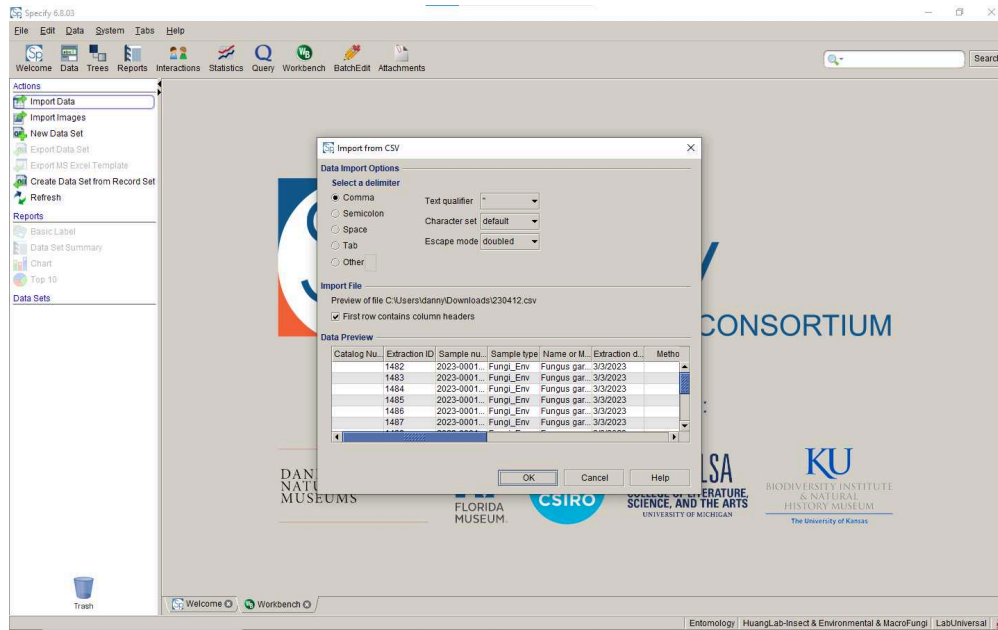 Specify 6.8.03
File Edit Data System Tabs Help
Welcome Data Trees Reports Interactions Statistics Query Workbench BatchEdit Attachments
Search
Actions
Import Data
Import Images
New Data Set
Export Data Set
Export MS Excel Template
Create Data Set from Record Set
Refresh
Reports
Basic Label
Data Set Summary
Chart
Top 10
Data Sets
Trash
Import from CSV
Data Import Options
Select a delimiter
Comma
Semicolon
Space
Tab
Other
Text qualifier "
Character set default
Escape mode doubled
Import File
Preview of file C:\Users\danny\Downloads\230412.csv
First row contains column headers
Data Preview
Catalog Nu... Extraction ID Sample nu... Sample type Name or M... Extraction d... Metho
1482 2023-0001... Fungi_Env Fungus gar... 3/3/2023
1483 2023-0001... Fungi_Env Fungus gar... 3/3/2023
1484 2023-0001... Fungi_Env Fungus gar... 3/3/2023
1485 2023-0001... Fungi_Env Fungus gar... 3/3/2023
1486 2023-0001... Fungi_Env Fungus gar... 3/3/2023
1487 2023-0001... Fungi_Env Fungus gar... 3/3/2023
OK Cancel Help
CONSORTIUM
MUSEUMS
FLORIDA
MUSEUM
CSIRO
LSA
SCIENCE, AND THE ARTS
UNIVERSITY OF MICHIGAN
KU
BIODIVERSITY INSTITUTE
& NATURAL
HISTORY MUSEUM
The University of Kansas
Welcome Workbench
Entomology HuangLab-Insect & Environmental & MacroFungi LabUniversal